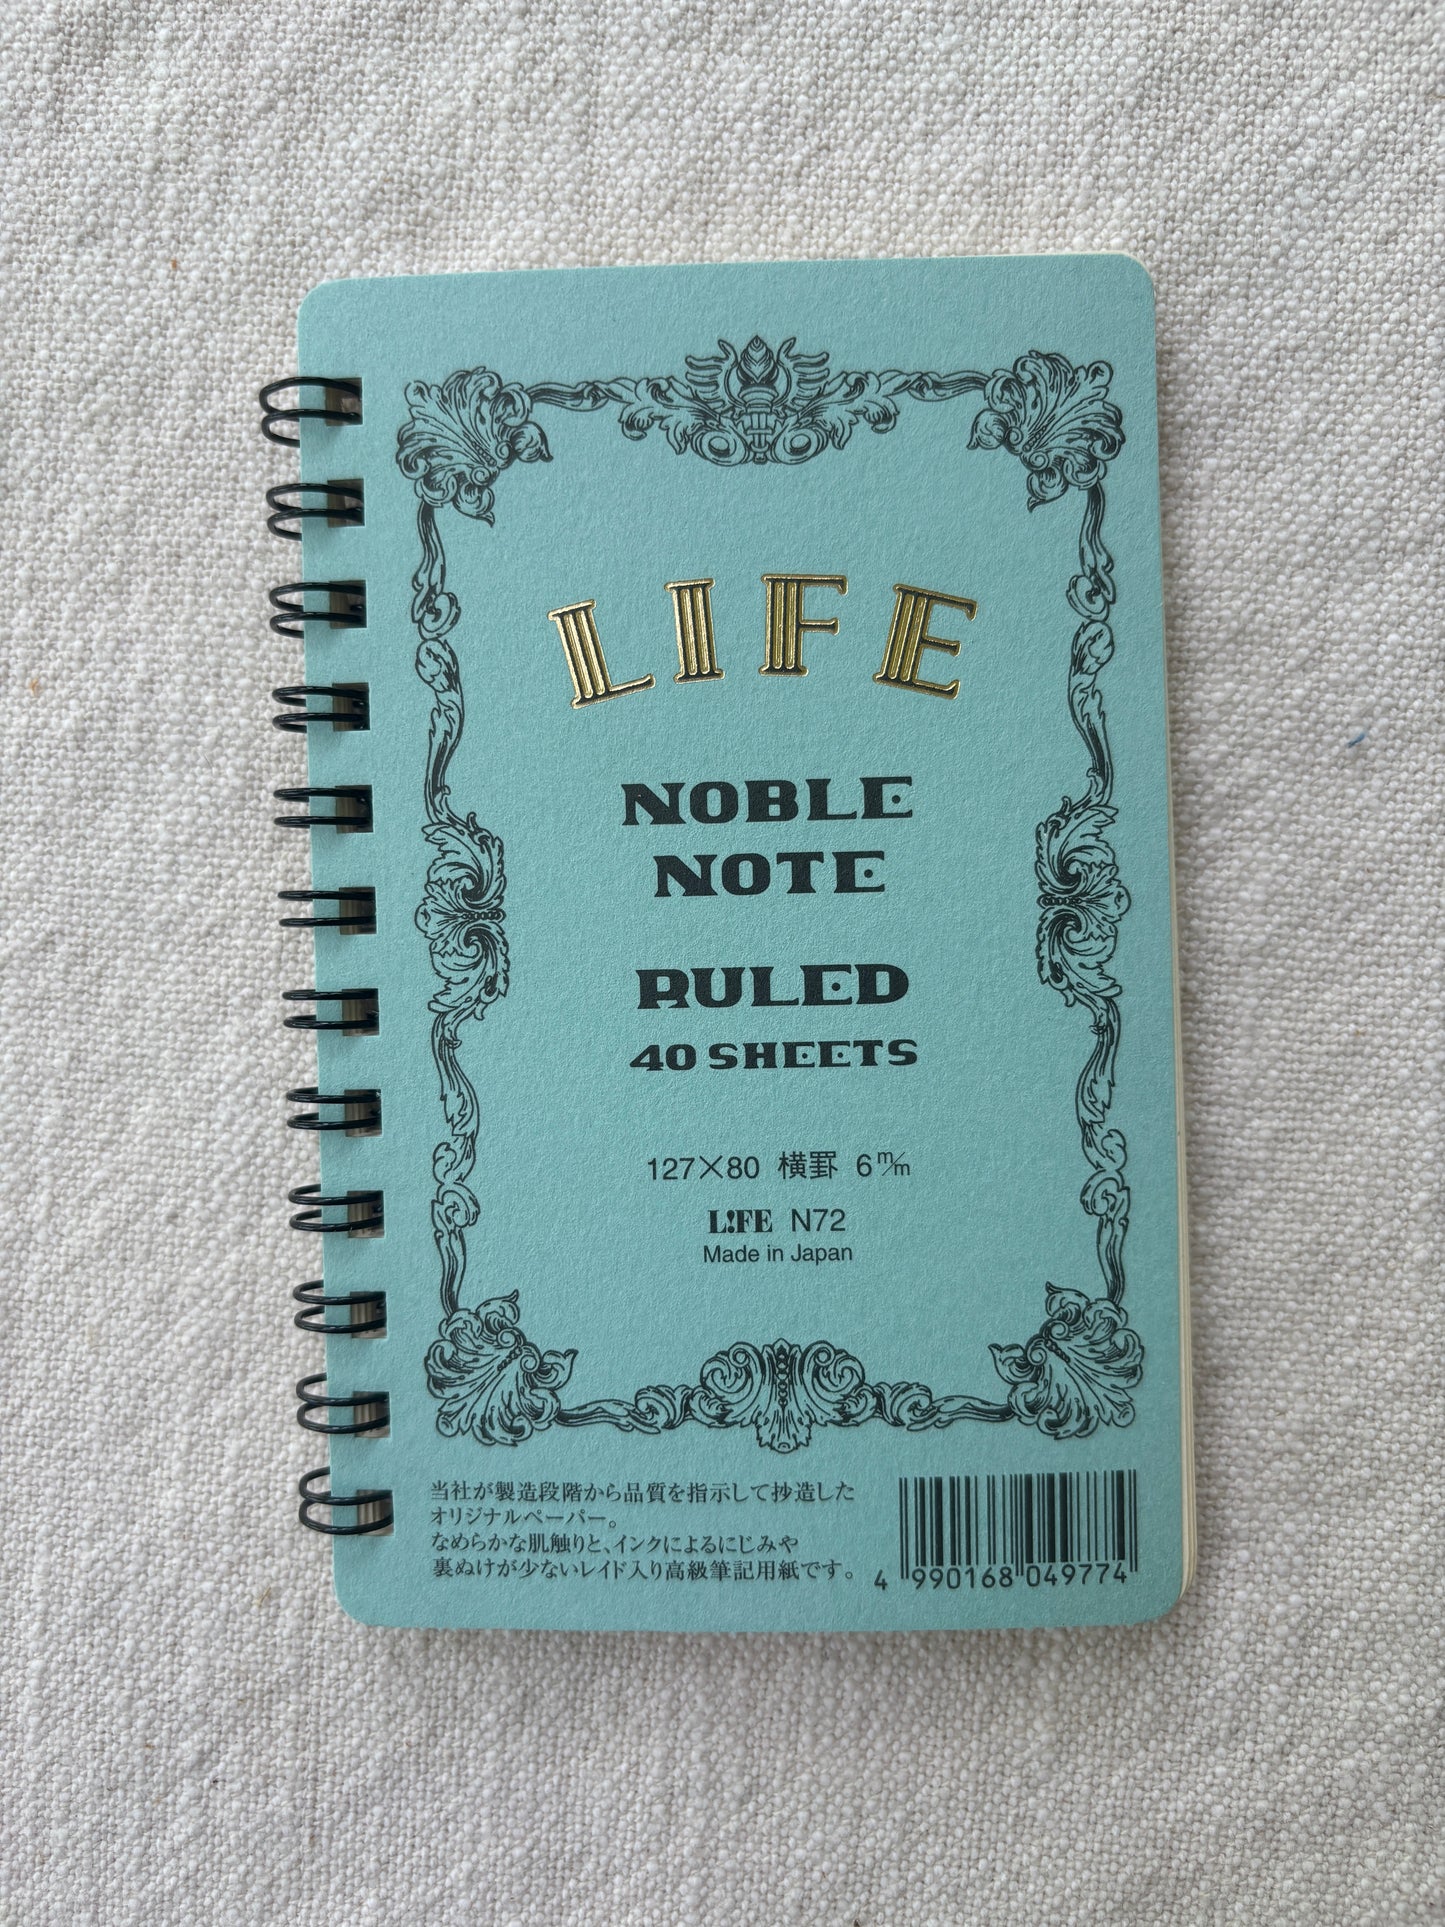 LIFE
NOBLE
NOTE
RULED
40 SHEETS
127×80 横罫 6m/m
L!FE N72
Made in Japan
当社が製造段階から品質を指示して抄造した
オリジナルペーパー。
なめらかな肌触りと、インクによるにじみや
裏ぬけが少ないレイド入り高級筆記用紙です。
4 990168 049774